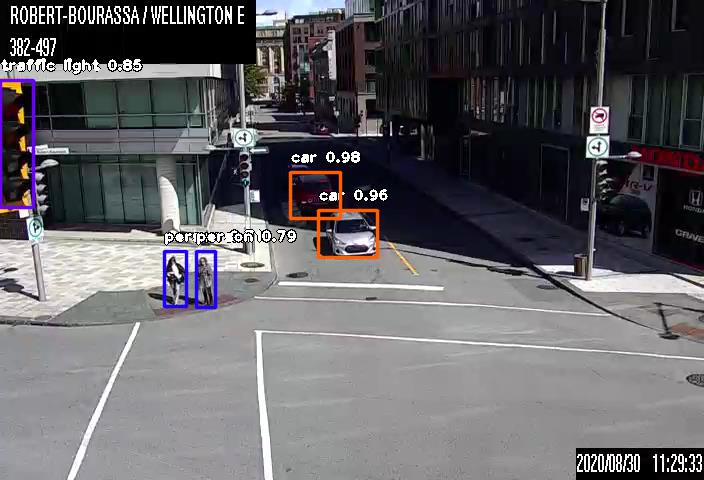 ROBERT-BOURASSA / WELLINGTON E
382-497
traffic light 0.85
car 0.98
car 0.96
0.79
HR-V
HONDA
2020/08/30 11:29:33